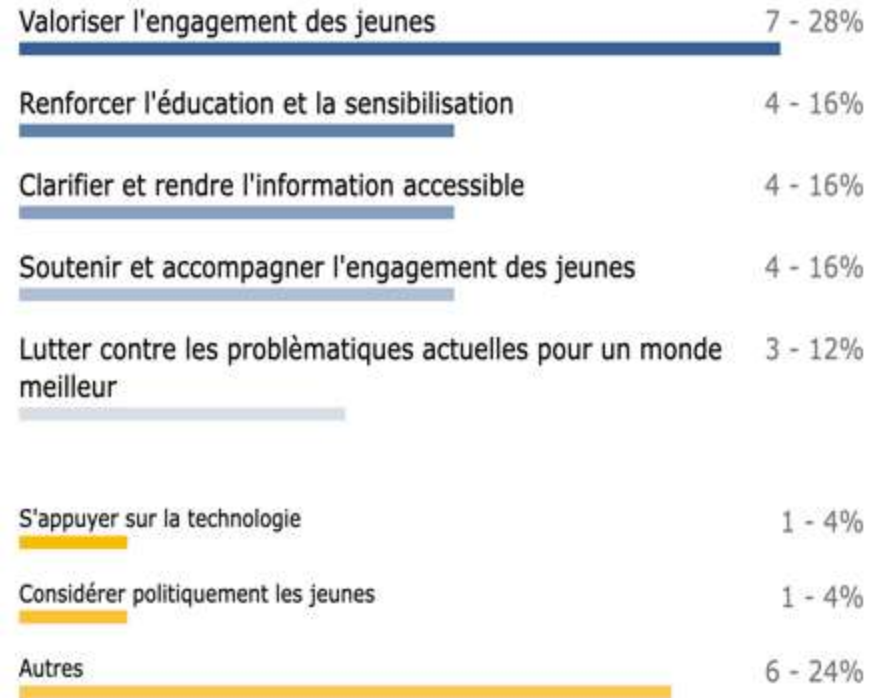 Valoriser l'engagement des jeunes 7 - 28%
Renforcer l'éducation et la sensibilisation 4 - 16%
Clarifier et rendre l'information accessible 4 - 16%
Soutenir et accompagner l'engagement des jeunes 4 - 16%
Lutter contre les problèmatiques actuelles pour un monde 3 - 12%
meilleur
S'appuyer sur la technologie 1 - 4%
Considérer politiquement les jeunes 1 - 4%
Autres 6 - 24%